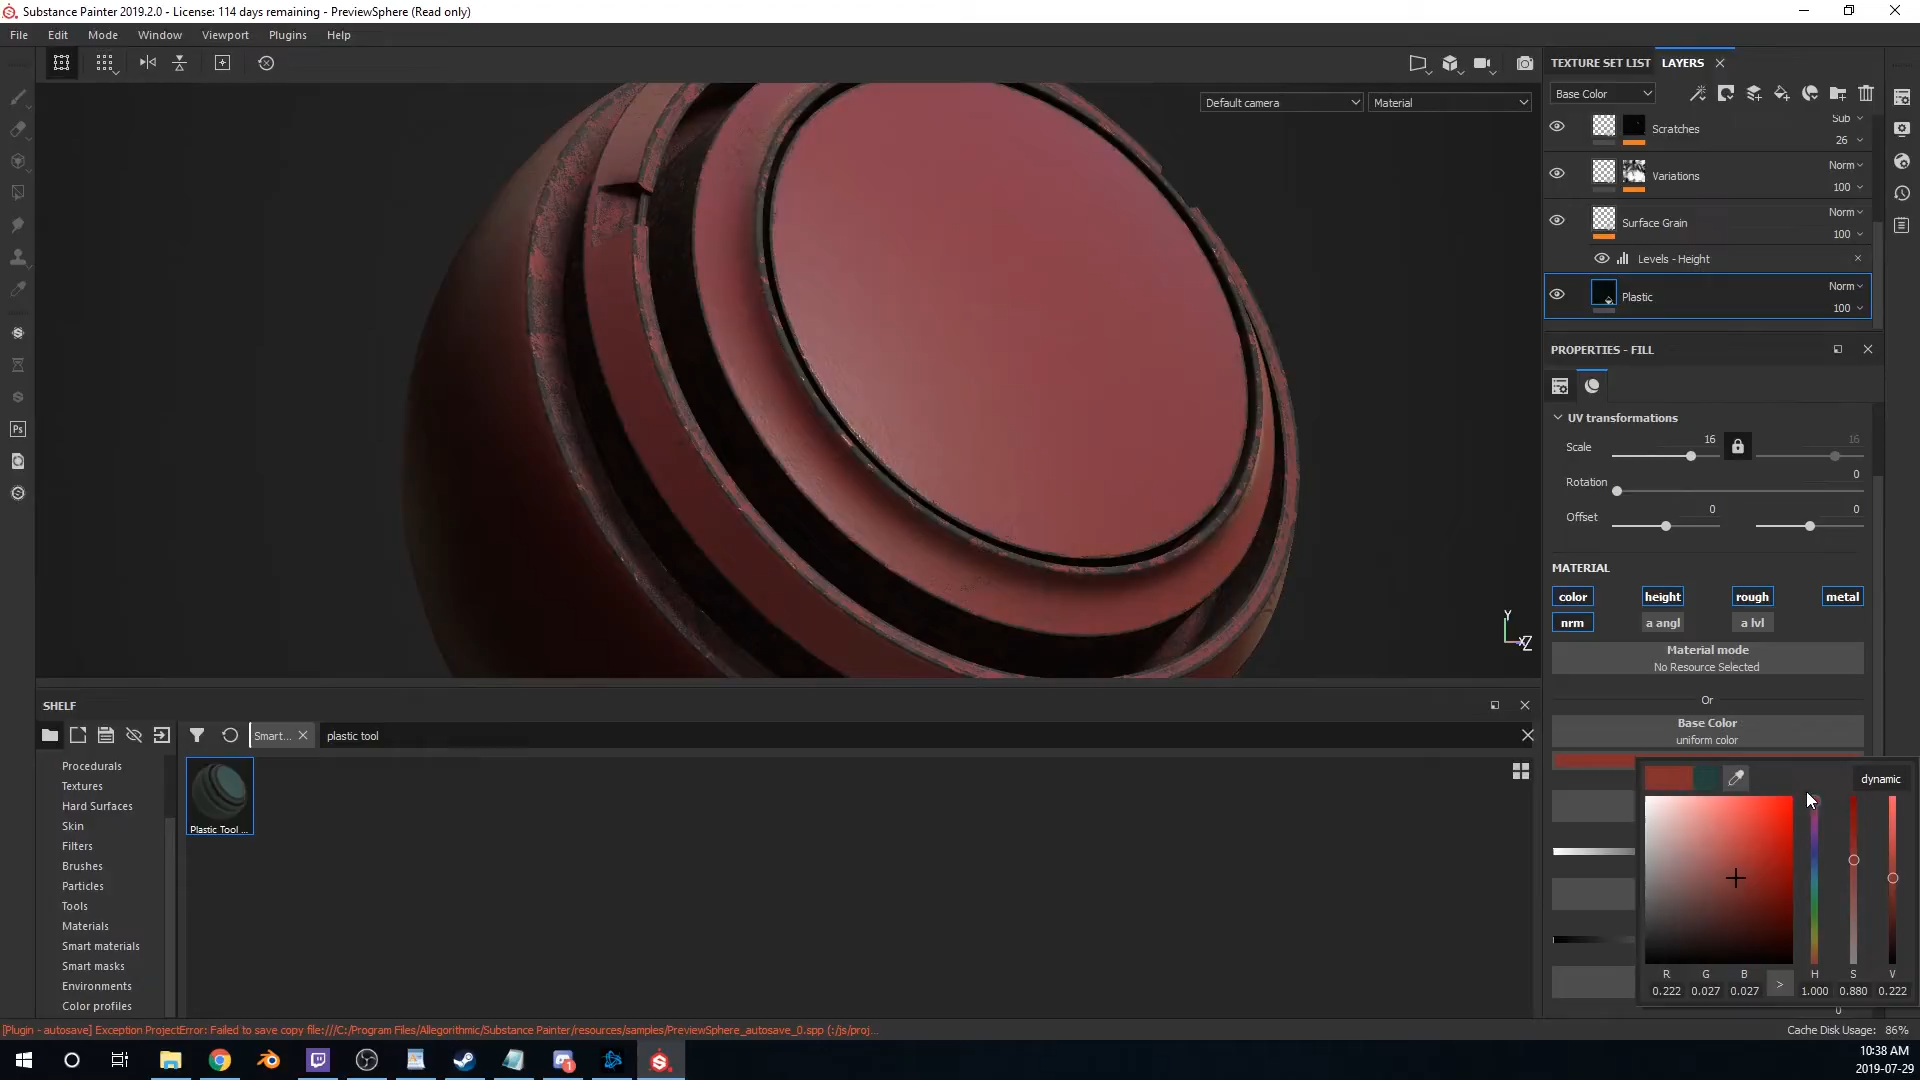 Substance Painter 2019.2.0 - License: 114 days remaining - PreviewSphere (Read only)
File Edit Mode Window Viewport Plugins Help
TEXTURE SET LIST LAYERS
Default camera
Material
Base Color
Sub
Scratches
26
Norm
Variations
100
Norm
Surface Grain
100
Levels - Height
Norm
Plastic
100
PROPERTIES - FILL
UV transformations
Scale 16 16
Rotation 0
Offset 0 0
MATERIAL
color height rough metal
nrm a angl a lvl
Material mode
No Resource Selected
Or
Base Color
uniform color
dynamic
R G B H S V
0.222 0.027 0.027 > 1.000 0.880 0.222
0
Y
Z
SHELF
Smart...
plastic tool
Procedurals
Textures
Hard Surfaces
Skin
Filters
Brushes
Particles
Tools
Materials
Smart materials
Smart masks
Environments
Color profiles
Plastic Tool ...
Ps
[Plugin - autosave] Exception ProjectError: Failed to save copy file:///C:/Program Files/Allegorithmic/Substance Painter/resources/samples/PreviewSphere_autosave_0.spp (:/js/proj...
Cache Disk Usage: 86%
1
10:38 AM
2019-07-29